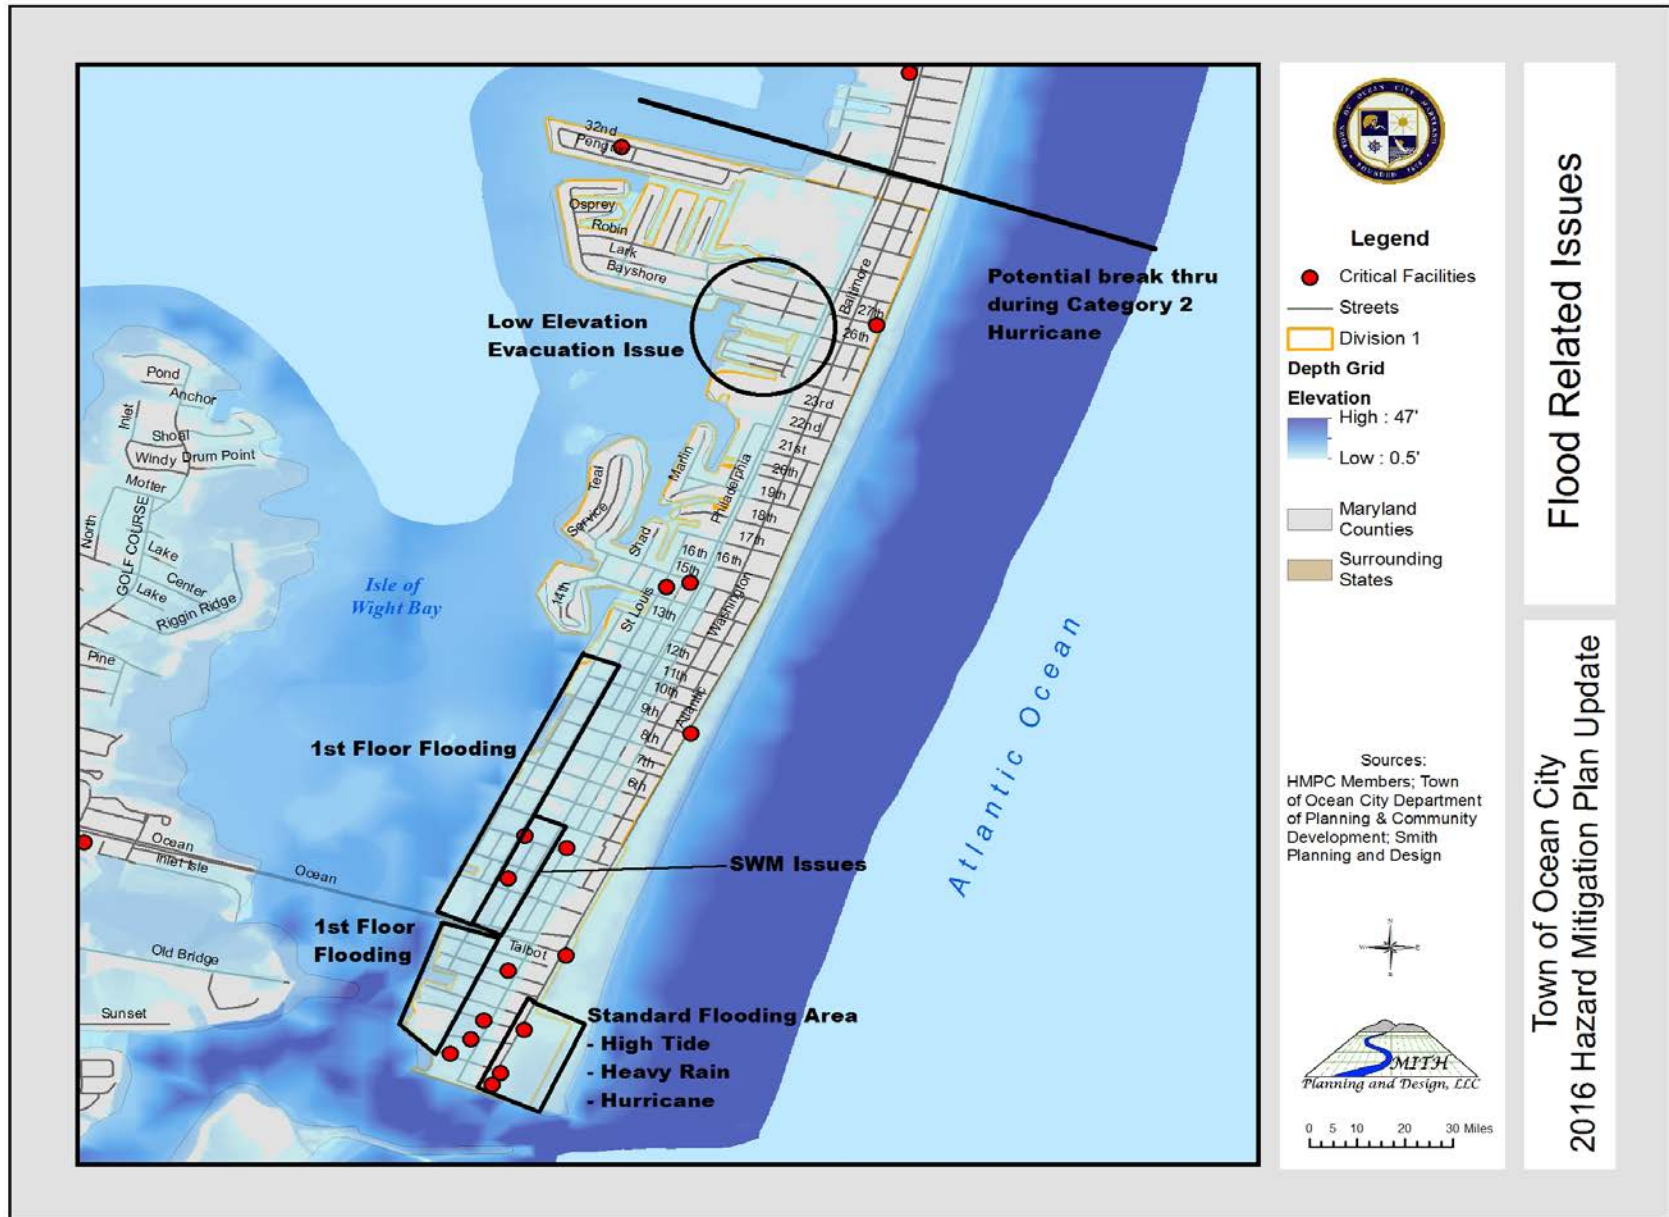 32nd
Osprey
Robin
Lark
Bayshore
Baltimore
27th
26th
Potential break thru
during Category 2
Hurricane
Low Elevation
Evacuation Issue
23rd
22nd
21st
20th
19th
18th
17th
16th
16th
15th
13th
12th
11th
10th
9th
8th
7th
6th
Pond
Anchor
Inlet
Shoal
Windy
Drum Point
Motter
North
GOLF COURSE
Lake
Center
Lake
Riggin Ridge
Pine
Teal
Service
Marlin
Shad
Philadelphia
14th
St Louis
Washington
Atlantic
Isle of
Wight Bay
Atlantic Ocean
1st Floor Flooding
Ocean
Inlet Isle
Ocean
SWM Issues
1st Floor
Flooding
Talbot
Old Bridge
Sunset
Standard Flooding Area
- High Tide
- Heavy Rain
- Hurricane
Legend
Critical Facilities
Streets
Division 1
Depth Grid
Elevation
High : 47'
Low : 0.5'
Maryland
Counties
Surrounding
States
Sources:
HMPC Members; Town
of Ocean City Department
of Planning & Community
Development; Smith
Planning and Design
SMITH
Planning and Design, LLC
0 5 10 20 30 Miles
Flood Related Issues
Town of Ocean City
2016 Hazard Mitigation Plan Update